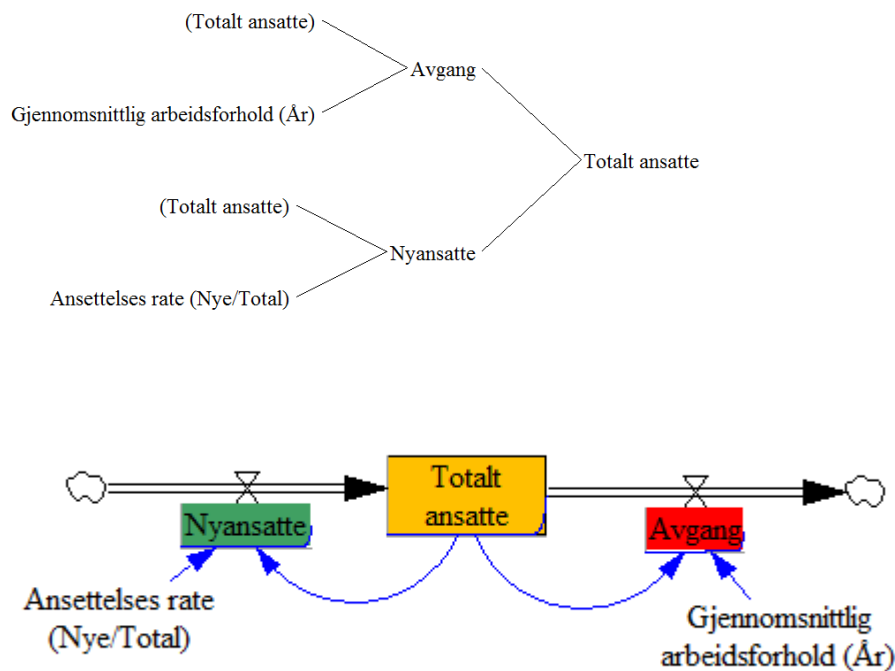 (Totalt ansatte)
Avgang
Gjennomsnittlig arbeidsforhold (År)
Totalt ansatte
(Totalt ansatte)
Nyansatte
Ansettelses rate (Nye/Total)
Totalt
ansatte
Nyansatte
Avgang
Ansettelses rate
(Nye/Total)
Gjennomsnittlig
arbeidsforhold (År)